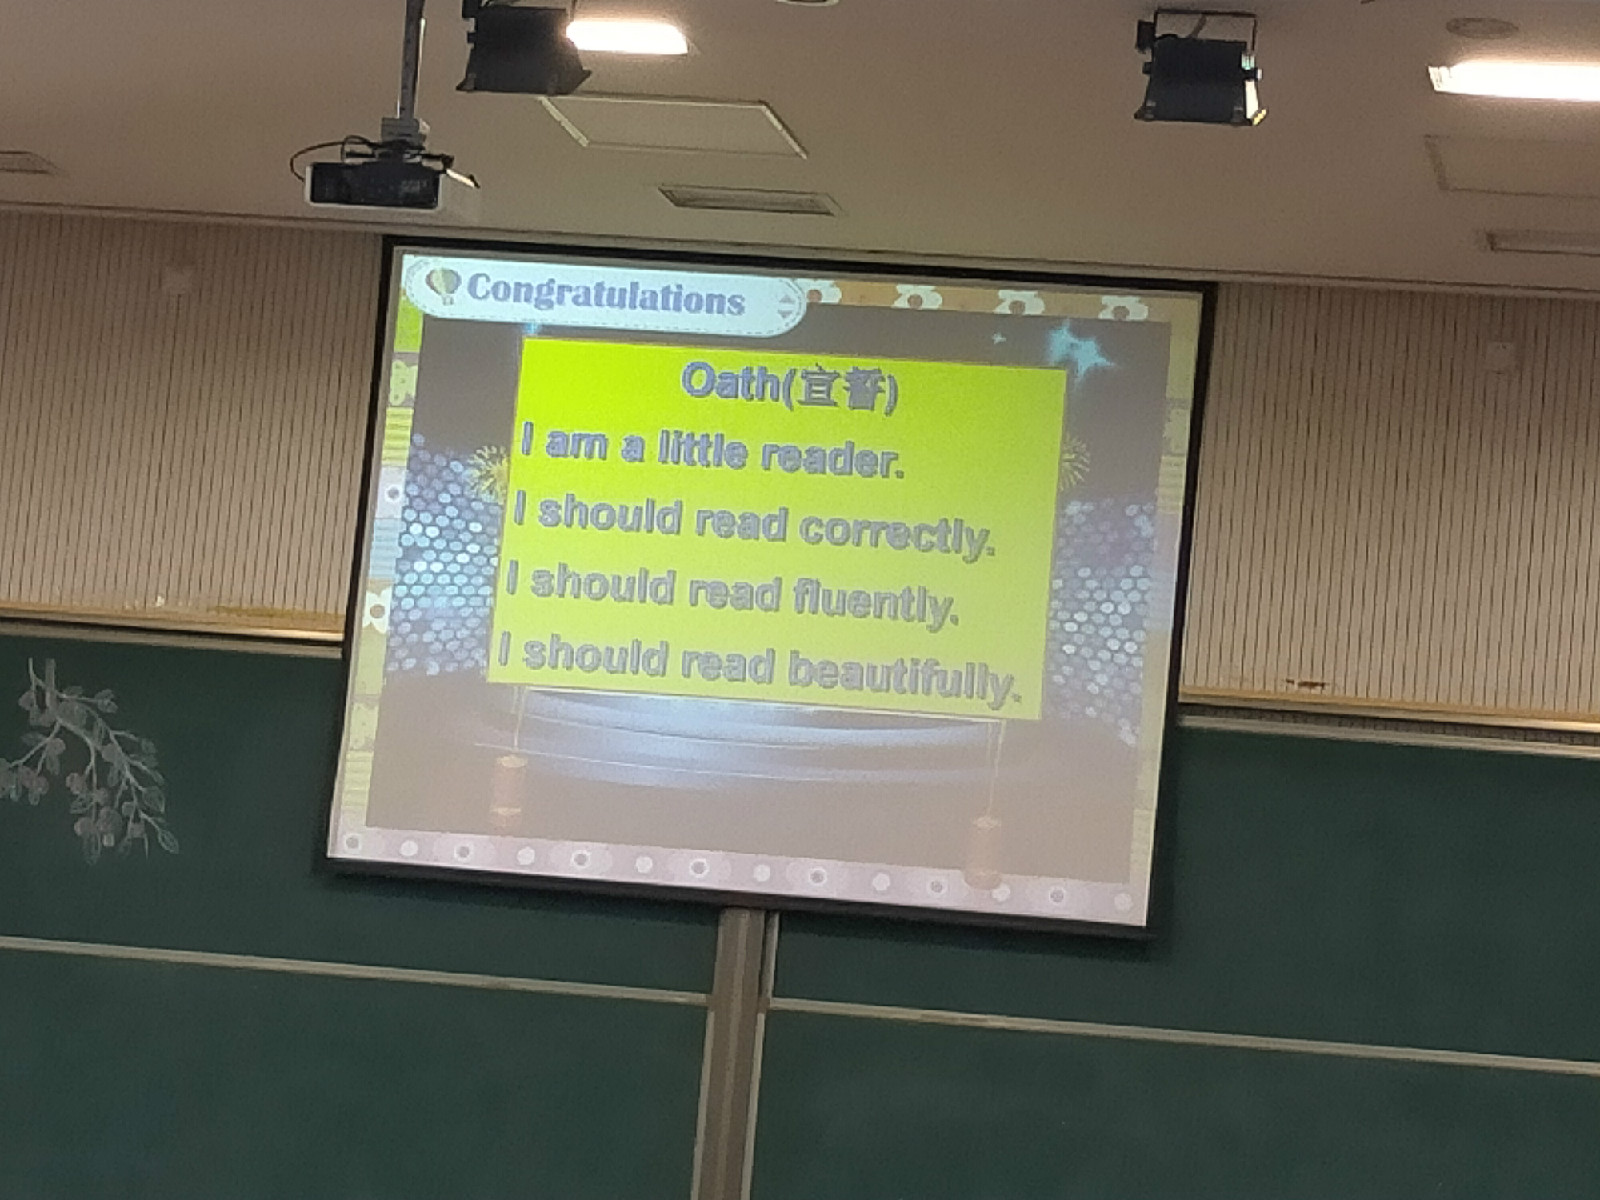 Congratulations
Oath(宣誓)
I am a little reader.
I should read correctly.
I should read fluently.
I should read beautifully.